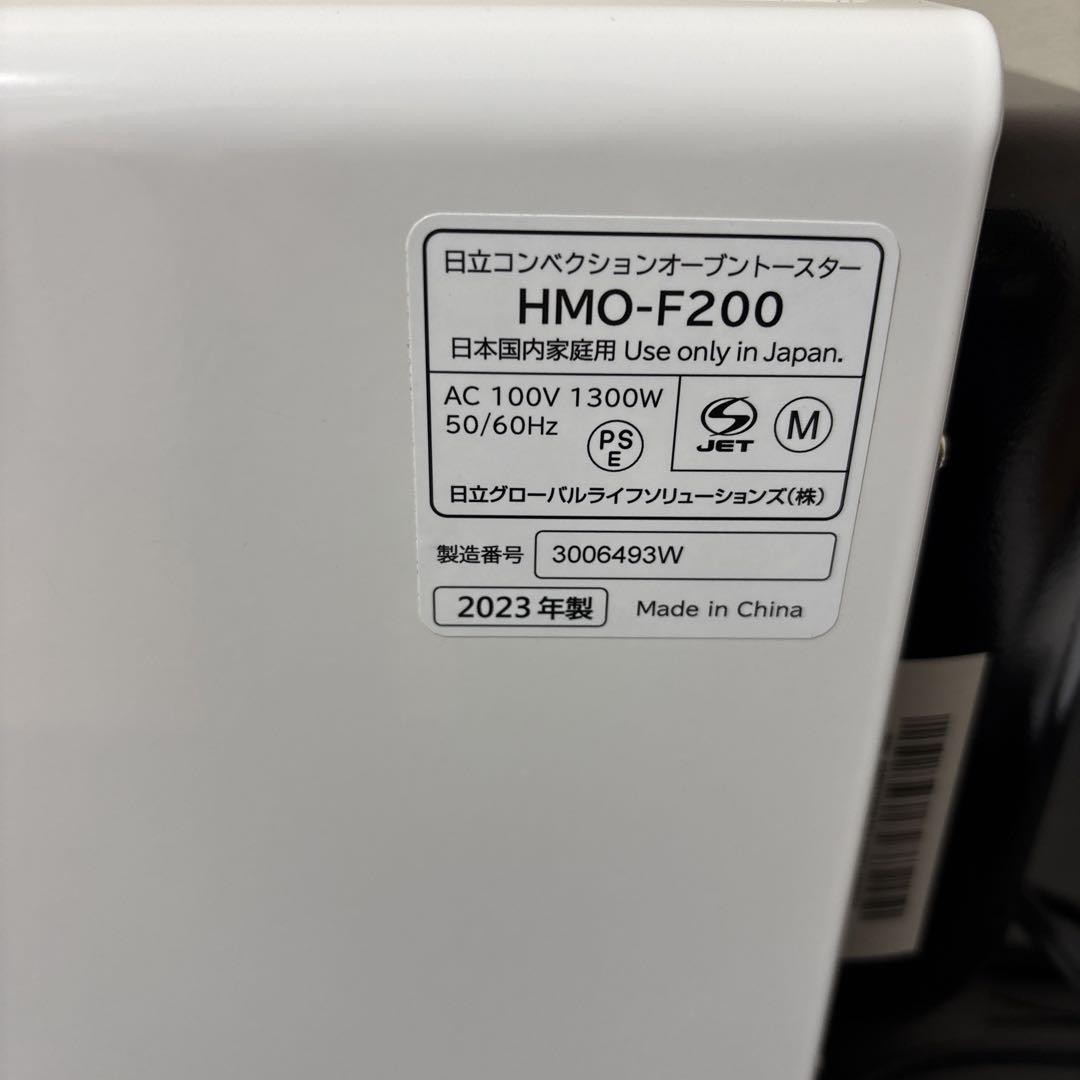 日立コンベクションオーブントースター
HMO-F200
日本国内家庭用 Use only in Japan.
AC 100V 1300W
50/60Hz
PS
E
JET
M
日立グローバルライフソリューションズ(株)
製造番号 3006493W
2023年製 Made in China